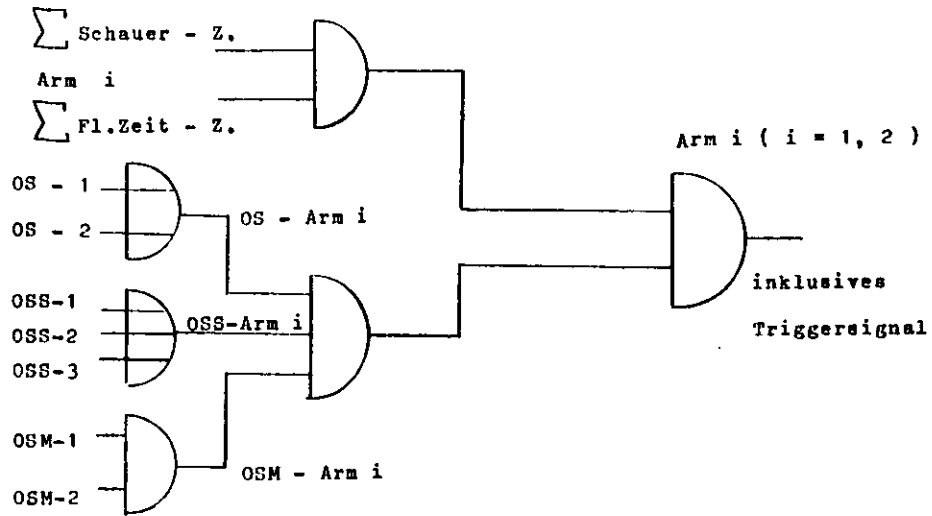 ∑ Schauer - Z.
Arm i
∑ Fl.Zeit - Z.
Arm i ( i = 1, 2 )
OS - 1
OS - 2
OS - Arm i
OSS-1
OSS-2
OSS-3
OSS-Arm i
OSM-1
OSM-2
OSM - Arm i
inklusives
Triggersignal